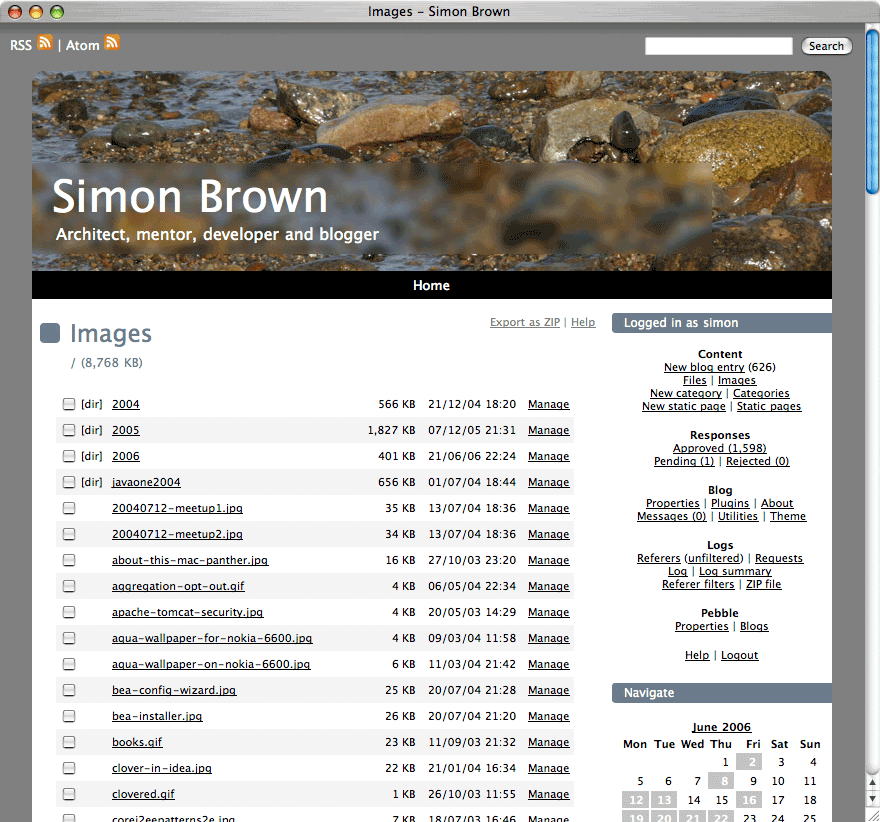 Images – Simon Brown
RSS | Atom
Search
Simon Brown
Architect, mentor, developer and blogger
Home
Images
/ (8,768 KB)
Export as ZIP | Help
[dir] 2004 566 KB 21/12/04 18:20 Manage
[dir] 2005 1,827 KB 07/12/05 21:31 Manage
[dir] 2006 401 KB 21/06/06 22:24 Manage
[dir] javaone2004 656 KB 01/07/04 18:44 Manage
20040712-meetup1.jpg 35 KB 13/07/04 18:36 Manage
20040712-meetup2.jpg 34 KB 13/07/04 18:36 Manage
about-this-mac-panther.jpg 16 KB 27/10/03 23:20 Manage
aggregation-opt-out.gif 4 KB 06/05/04 22:34 Manage
apache-tomcat-security.jpg 4 KB 20/05/03 14:29 Manage
aqua-wallpaper-for-nokia-6600.jpg 4 KB 09/03/04 11:58 Manage
aqua-wallpaper-on-nokia-6600.jpg 6 KB 11/03/04 21:42 Manage
bea-config-wizard.jpg 25 KB 20/07/04 21:28 Manage
bea-installer.jpg 26 KB 20/07/04 21:20 Manage
books.gif 23 KB 11/09/03 21:32 Manage
clover-in-idea.jpg 22 KB 21/01/04 16:34 Manage
clovered.gif 1 KB 26/10/03 11:55 Manage
corej2eepatterns2e.jpg 7 KB 18/07/03 16:46 Manage
Logged in as simon
Content
New blog entry (626)
Files | Images
New category | Categories
New static page | Static pages
Responses
Approved (1,598)
Pending (1) | Rejected (0)
Blog
Properties | Plugins | About
Messages (0) | Utilities | Theme
Logs
Referers (unfiltered) | Requests
Log | Log summary
Referer filters | ZIP file
Pebble
Properties | Blogs
Help | Logout
Navigate
June 2006
Mon Tue Wed Thu Fri Sat Sun
1 2 3 4
5 6 7 8 9 10 11
12 13 14 15 16 17 18
19 20 21 22 23 24 25